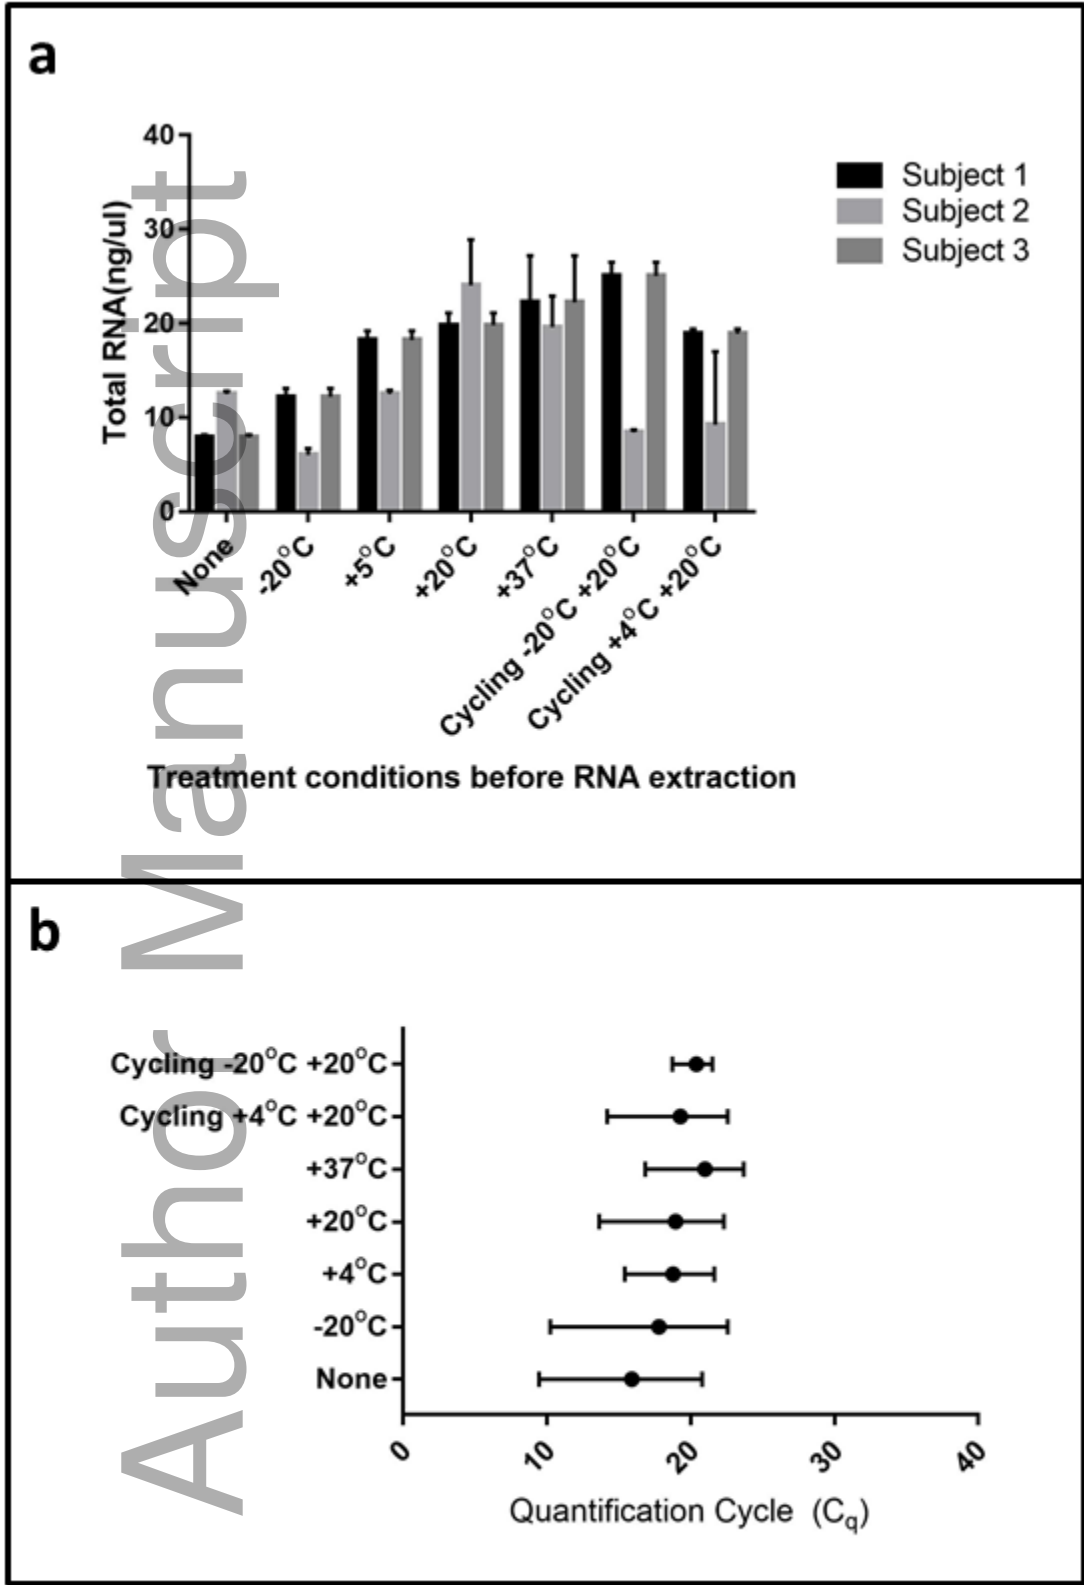 a
40
30
20
10
0
Total RNA(ng/ul)
Subject 1
Subject 2
Subject 3
None
-20°C
+5°C
+20°C
+37°C
Cycling -20°C +20°C
Cycling +4°C +20°C
Treatment conditions before RNA extraction
b
Cycling -20°C +20°C
Cycling +4°C +20°C
+37°C
+20°C
+4°C
-20°C
None
0
10
20
30
40
Quantification Cycle (Cq)
Author Manuscript